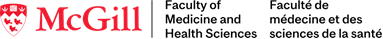 McGill
Faculty of
Medicine and
Health Sciences
Faculté de
médecine et des
sciences de la santé